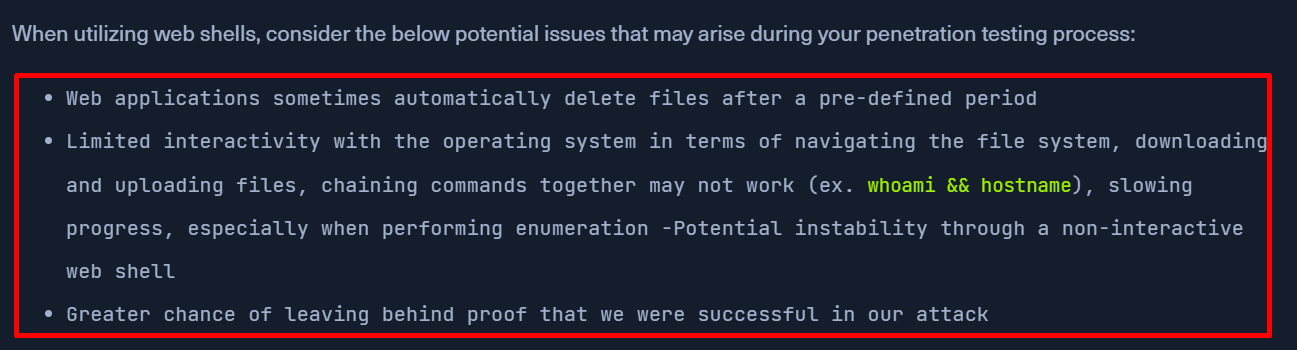 When utilizing web shells, consider the below potential issues that may arise during your penetration testing process:
• Web applications sometimes automatically delete files after a pre-defined period
• Limited interactivity with the operating system in terms of navigating the file system, downloading
and uploading files, chaining commands together may not work (ex. whoami && hostname), slowing
progress, especially when performing enumeration -Potential instability through a non-interactive
web shell
• Greater chance of leaving behind proof that we were successful in our attack